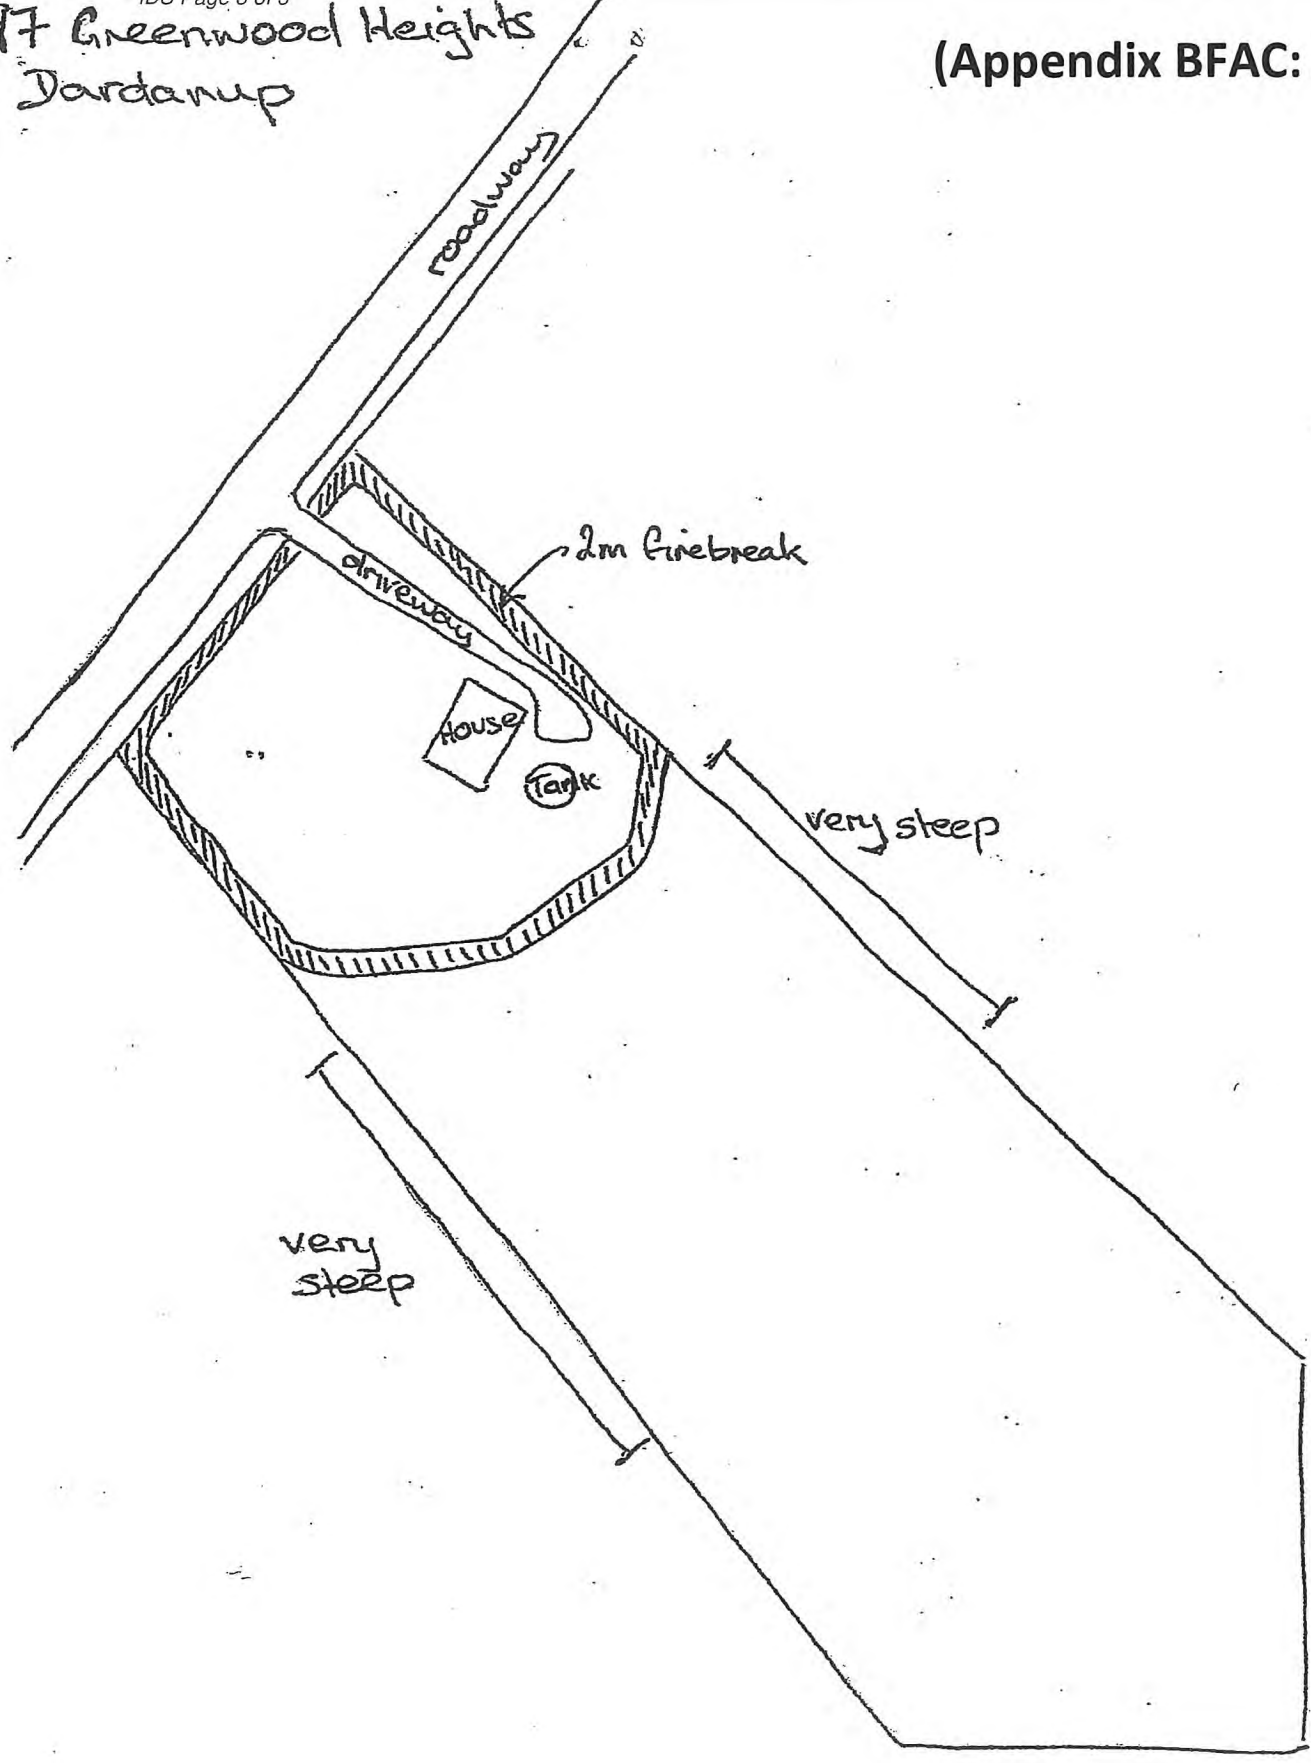 17 Greenwood Heights
Dardanup
(Appendix BFAC:
roadway
2m firebreak
driveway
House
Tank
very steep
very
steep